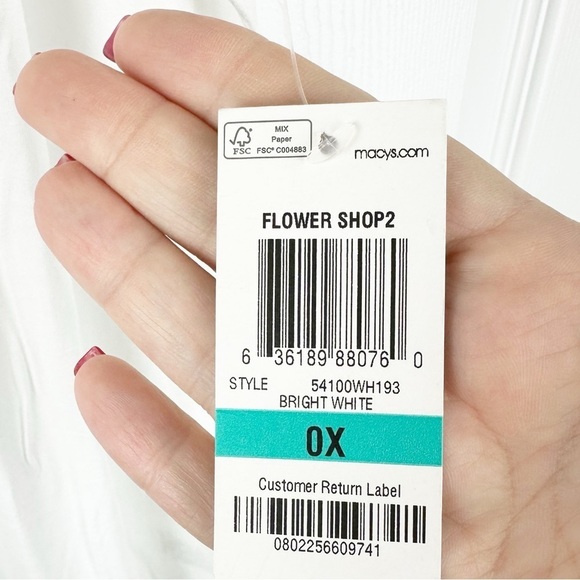 FSC
MIX
Paper
FSC® C004883
macys.com
FLOWER SHOP2
6 36189 88076 0
STYLE 54100WH193
BRIGHT WHITE
0X
Customer Return Label
0802256609741